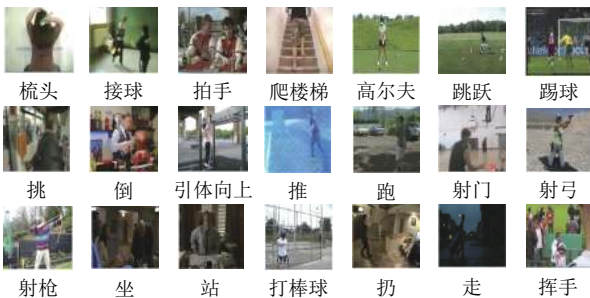 梳头 接球 拍手 爬楼梯 高尔夫 跳跃 踢球
挑 倒 引体向上 推 跑 射门 射弓
射枪 坐 站 打棒球 扔 走 挥手